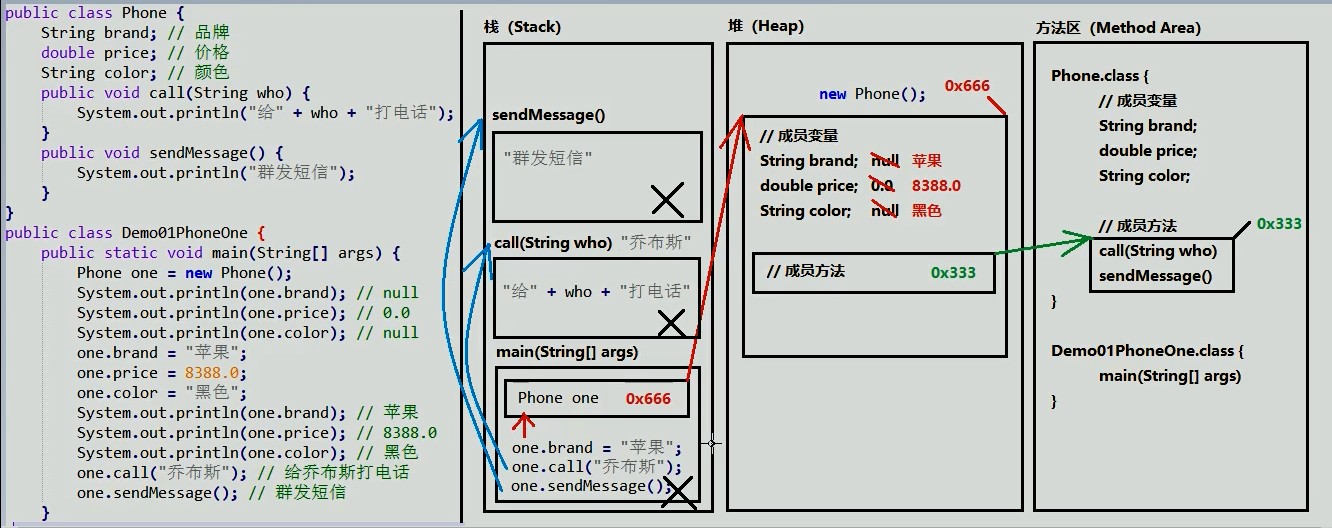 public class Phone {
String brand; // 品牌
double price; // 价格
String color; // 颜色
public void call(String who) {
System.out.println("给" + who + "打电话");
}
public void sendMessage() {
System.out.println("群发短信");
}
}
public class Demo01PhoneOne {
public static void main(String[] args) {
Phone one = new Phone();
System.out.println(one.brand); // null
System.out.println(one.price); // 0.0
System.out.println(one.color); // null
one.brand = "苹果";
one.price = 8388.0;
one.color = "黑色";
System.out.println(one.brand); // 苹果
System.out.println(one.price); // 8388.0
System.out.println(one.color); // 黑色
one.call("乔布斯"); // 给乔布斯打电话
one.sendMessage(); // 群发短信
}
栈（Stack）
sendMessage()
"群发短信"
call(String who) "乔布斯"
"给" + who + "打电话"
main(String[] args)
Phone one 0x666
one.brand = "苹果";
one.call("乔布斯");
one.sendMessage();
堆（Heap）
new Phone(); 0x666
// 成员变量
String brand; null 苹果
double price; 0.0 8388.0
String color; null 黑色
// 成员方法 0x333
方法区（Method Area）
Phone.class {
// 成员变量
String brand;
double price;
String color;
// 成员方法 0x333
call(String who)
sendMessage()
}
Demo01PhoneOne.class {
main(String[] args)
}